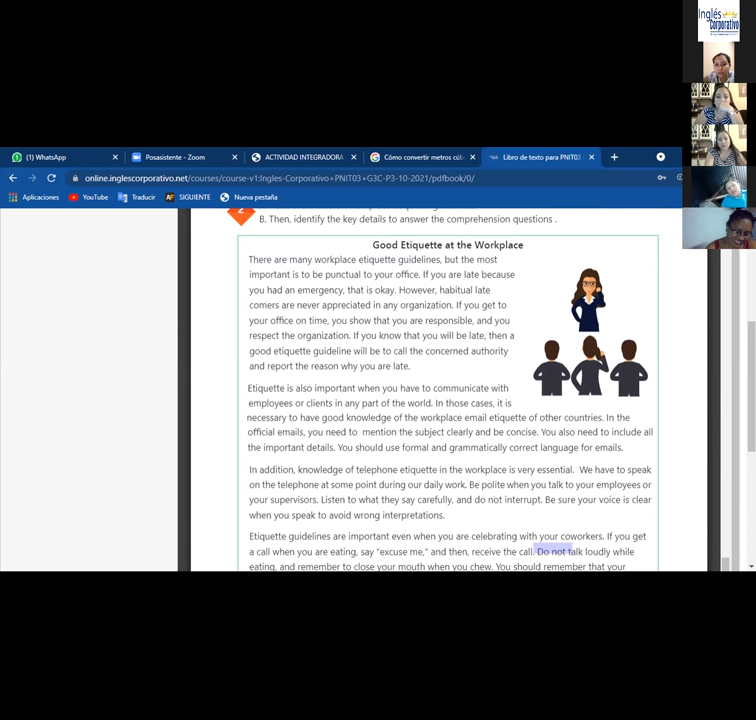 Inglés
Corporativo
(1) WhatsApp
Posasistente - Zoom
ACTIVIDAD INTEGRADORA
Cómo convertir metros cúb
Libro de texto para PNIT03
online.inglescorporativo.net/courses/course-v1:Ingles-Corporativo+PNIT03+G3C-P3-10-2021/pdfbook/0/
Aplicaciones
YouTube
Traducir
AF SIGUIENTE
Nueva pestaña
2
B. Then, identify the key details to answer the comprehension questions .
Good Etiquette at the Workplace
There are many workplace etiquette guidelines, but the most
important is to be punctual to your office. If you are late because
you had an emergency, that is okay. However, habitual late
comers are never appreciated in any organization. If you get to
your office on time, you show that you are responsible, and you
respect the organization. If you know that you will be late, then a
good etiquette guideline will be to call the concerned authority
and report the reason why you are late.
Etiquette is also important when you have to communicate with
employees or clients in any part of the world. In those cases, it is
necessary to have good knowledge of the workplace email etiquette of other countries. In the
official emails, you need to mention the subject clearly and be concise. You also need to include all
the important details. You should use formal and grammatically correct language for emails.
In addition, knowledge of telephone etiquette in the workplace is very essential. We have to speak
on the telephone at some point during our daily work. Be polite when you talk to your employees or
your supervisors. Listen to what they say carefully, and do not interrupt. Be sure your voice is clear
when you speak to avoid wrong interpretations.
Etiquette guidelines are important even when you are celebrating with your coworkers. If you get
a call when you are eating, say "excuse me," and then, receive the call. Do not talk loudly while
eating, and remember to close your mouth when you chew. You should remember that your